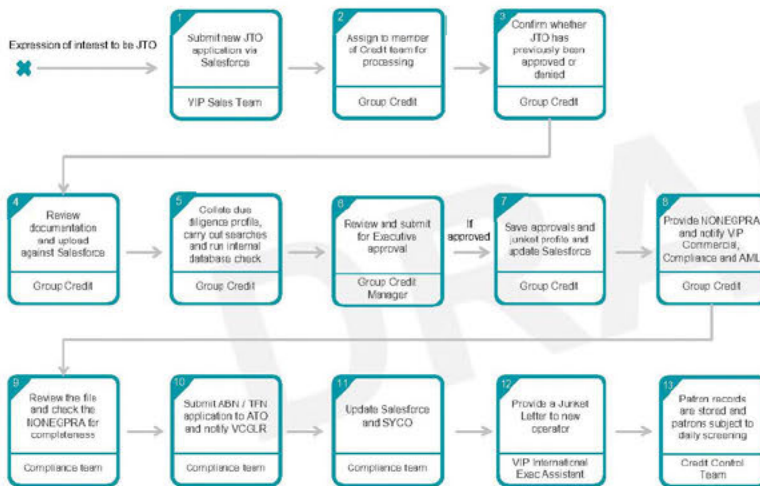 Expression of interest to be JTO
1
Submit new JTO
application via
Salesforce
VIP Sales Team
2
Assign to member
of Credit team for
processing
Group Credit
3
Confirm whether
JTO has
previously been
approved or
denied
Group Credit
4
Review
documentation
and upload
against Salesforce
Group Credit
5
Collate due
diligence profile,
carry out searches
and run internal
database check
Group Credit
6
Review and submit
for Executive
approval
Group Credit
Manager
If
approved
7
Save approvals and
junket profile and
update Salesforce
Group Credit
8
Provide NONEGPRA
and notify VIP
Commercial,
Compliance and AML
Group Credit
9
Review the file
and check the
NONEGPRA for
completeness
Compliance team
10
Submit ABN / TFN
application to ATO
and notify VCGLR
Compliance team
11
Update Salesforce
and SYCO
Compliance team
12
Provide a Junket
Letter to new
operator
VIP International
Exec Assistant
13
Patron records
are stored and
patrons subject to
daily screening
Credit Control
Team
DRA